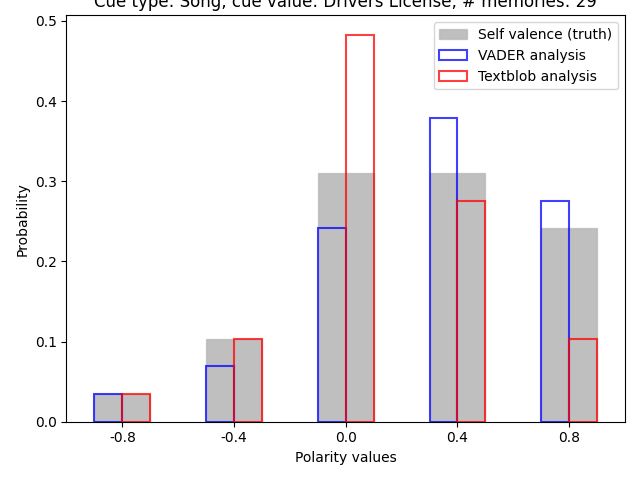 Cue type: Song, cue value: Drivers License, # memories: 29
Self valence (truth)
VADER analysis
Textblob analysis
Probability
0.5
0.4
0.3
0.2
0.1
0.0
-0.8 -0.4 0.0 0.4 0.8
Polarity values